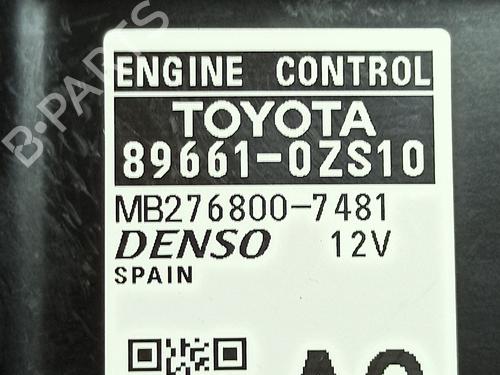 ENGINE CONTROL
TOYOTA
89661-0ZS10
MB276800-7481
DENSO 12V
SPAIN
B-PARTS